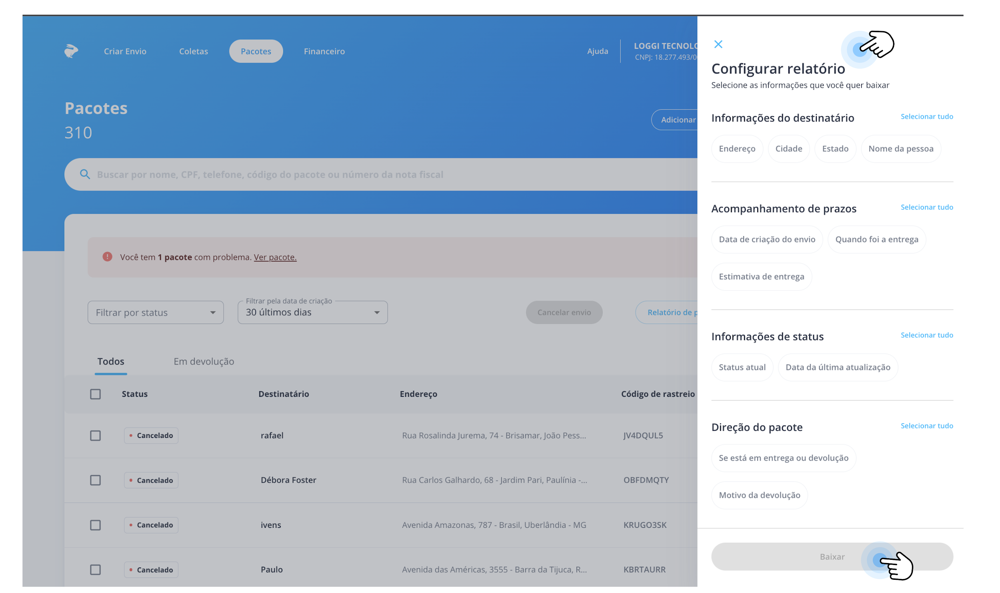 Criar Envio
Coletas
Pacotes
Financeiro
Ajuda
LOGGI TECNOLO
CNPJ: 18.277.493/0
Pacotes
310
Adicionar
Buscar por nome, CPF, telefone, código do pacote ou número da nota fiscal
Você tem 1 pacote com problema. Ver pacote.
Filtrar por status
Filtrar pela data de criação
30 últimos dias
Cancelar envio
Relatório de p
Todos
Em devolução
Status Destinatário Endereço Código de rastreio
Cancelado rafael Rua Rosalinda Jurema, 74 - Brisamar, João Pess... JV4DQUL5
Cancelado Débora Foster Rua Carlos Galhardo, 68 - Jardim Pari, Paulínia -... OBFDMQTY
Cancelado ivens Avenida Amazonas, 787 - Brasil, Uberlândia - MG KRUGO3SK
Cancelado Paulo Avenida das Américas, 3555 - Barra da Tijuca, R... KBRTAURR
Configurar relatório
Selecione as informações que você quer baixar
Informações do destinatário
Selecionar tudo
Endereço
Cidade
Estado
Nome da pessoa
Acompanhamento de prazos
Selecionar tudo
Data de criação do envio
Quando foi a entrega
Estimativa de entrega
Informações de status
Selecionar tudo
Status atual
Data da última atualização
Direção do pacote
Selecionar tudo
Se está em entrega ou devolução
Motivo da devolução
Baixar